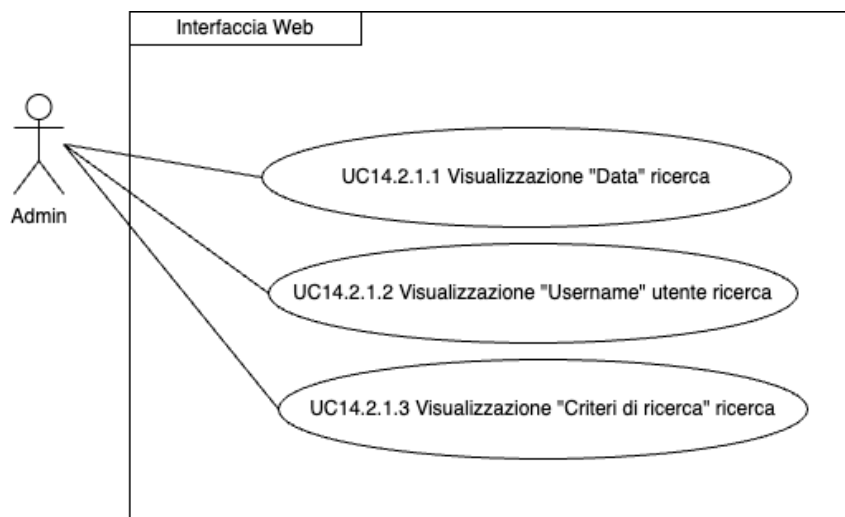 Interfaccia Web
Admin
UC14.2.1.1 Visualizzazione "Data" ricerca
UC14.2.1.2 Visualizzazione "Username" utente ricerca
UC14.2.1.3 Visualizzazione "Criteri di ricerca" ricerca